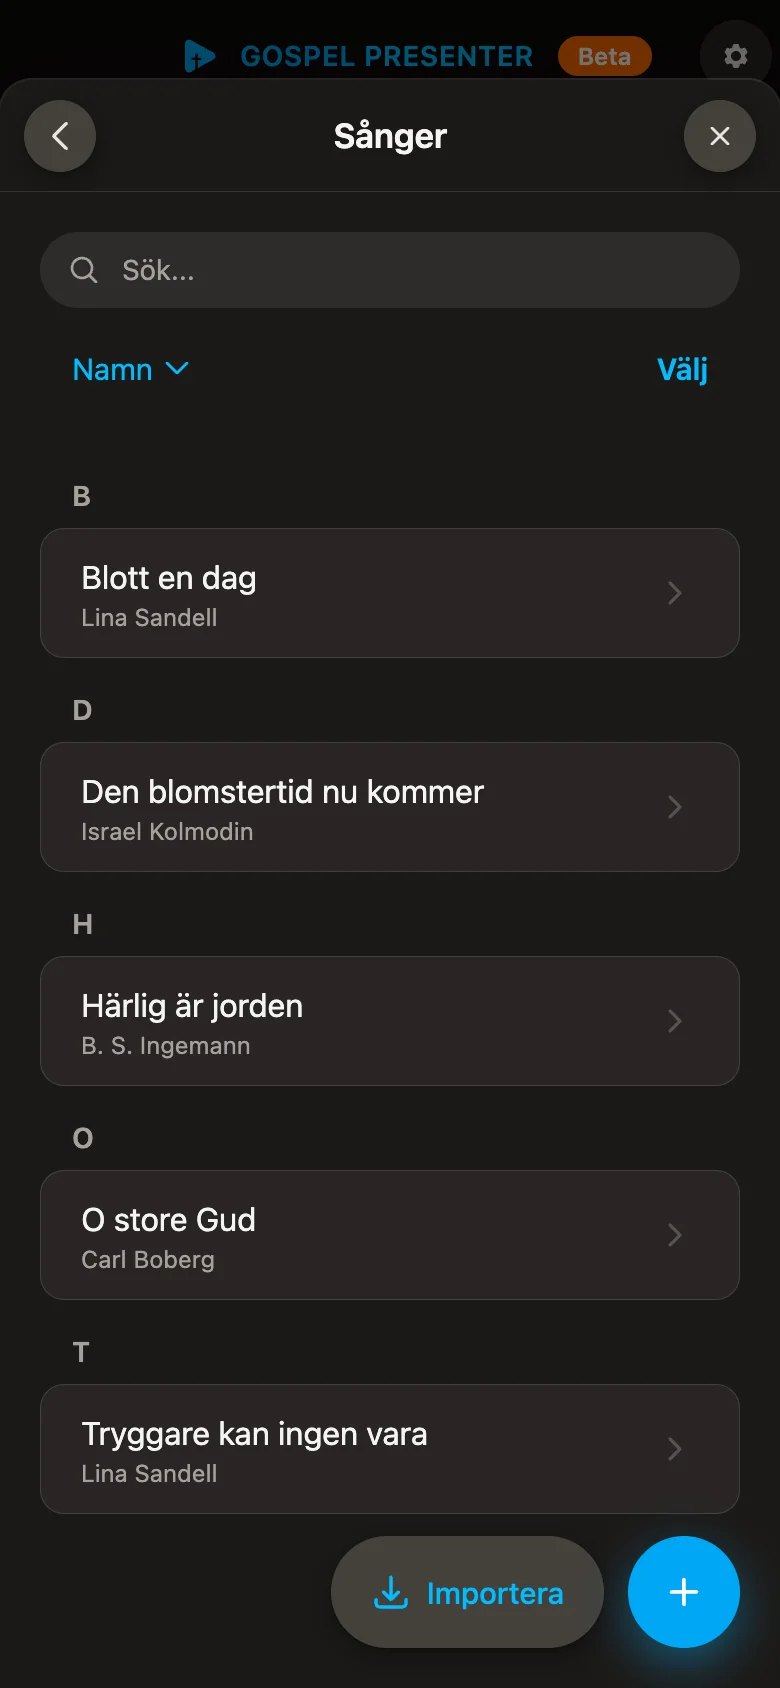 GOSPEL PRESENTER Beta
Sånger
Sök...
Namn Välj
B
Blott en dag
Lina Sandell
D
Den blomstertid nu kommer
Israel Kolmodin
H
Härlig är jorden
B. S. Ingemann
O
O store Gud
Carl Boberg
T
Tryggare kan ingen vara
Lina Sandell
Importera